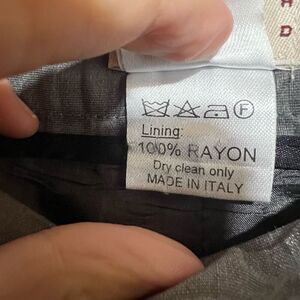 H
D
F
Lining:
100% RAYON
Dry clean only
MADE IN ITALY